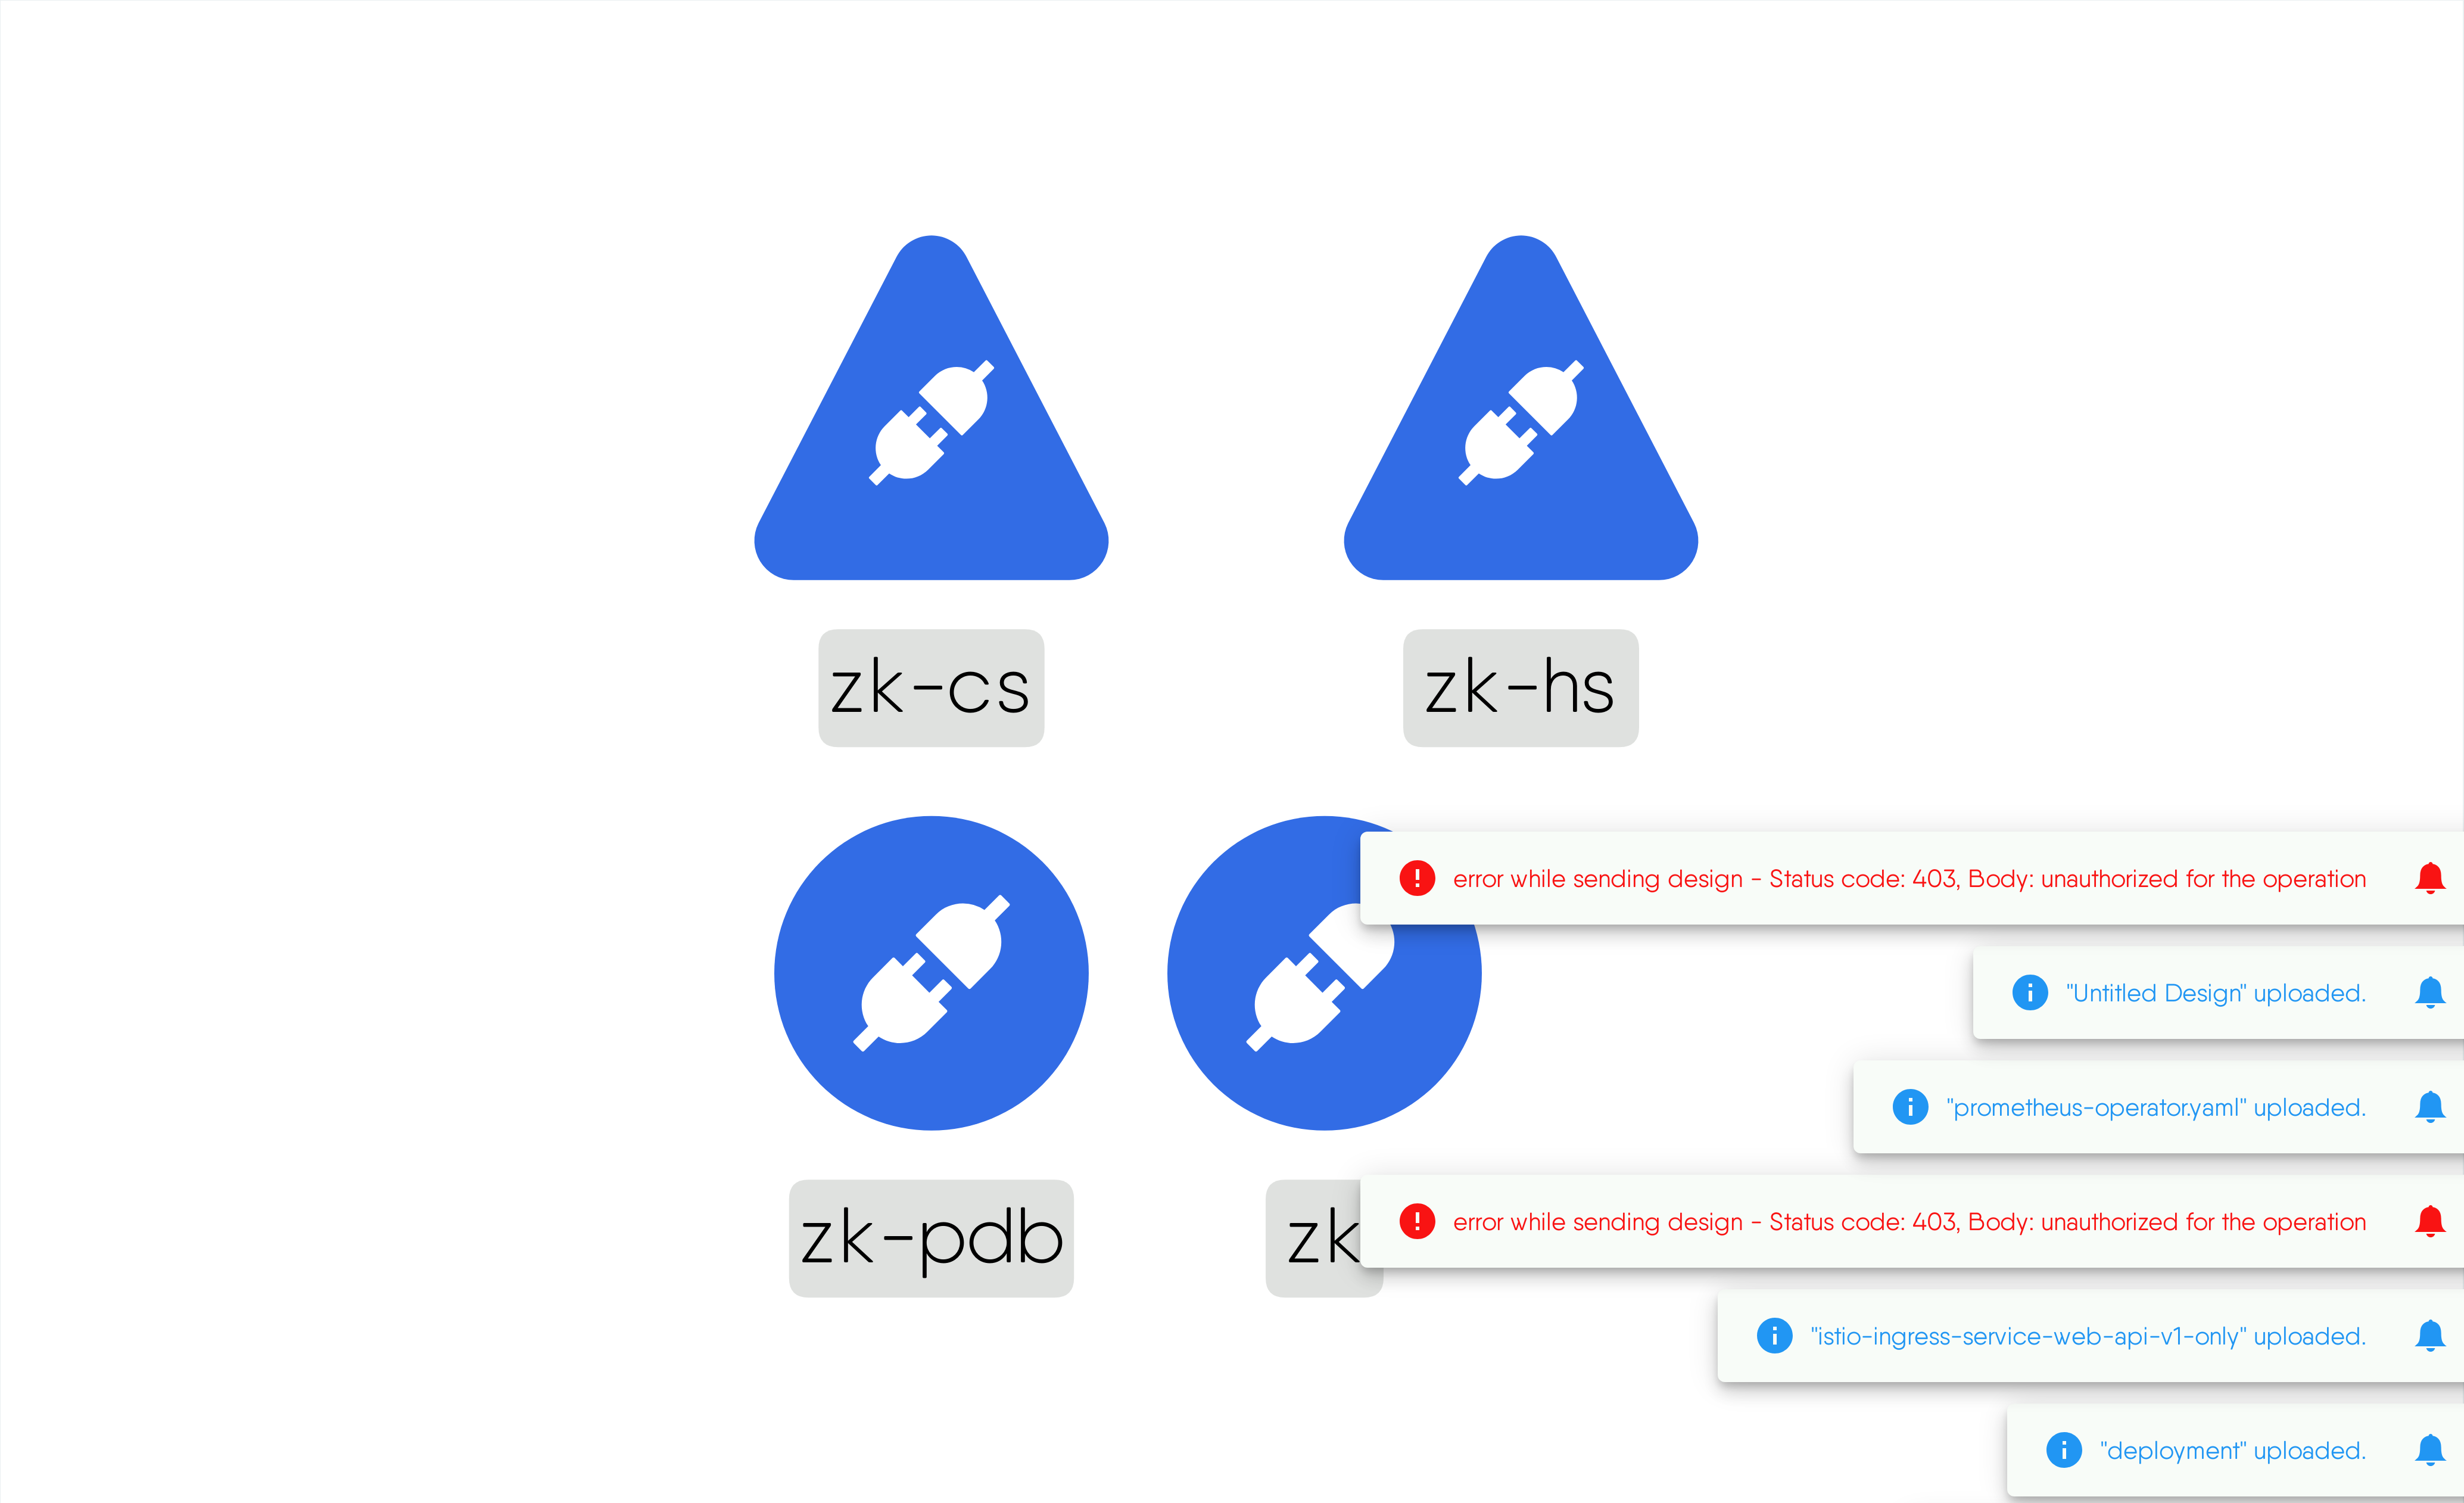 zk-cs
zk-hs
error while sending design - Status code: 403, Body: unauthorized for the operation
"Untitled Design" uploaded.
"prometheus-operator.yaml" uploaded.
zk-pdb
zk
error while sending design - Status code: 403, Body: unauthorized for the operation
"istio-ingress-service-web-api-v1-only" uploaded.
"deployment" uploaded.